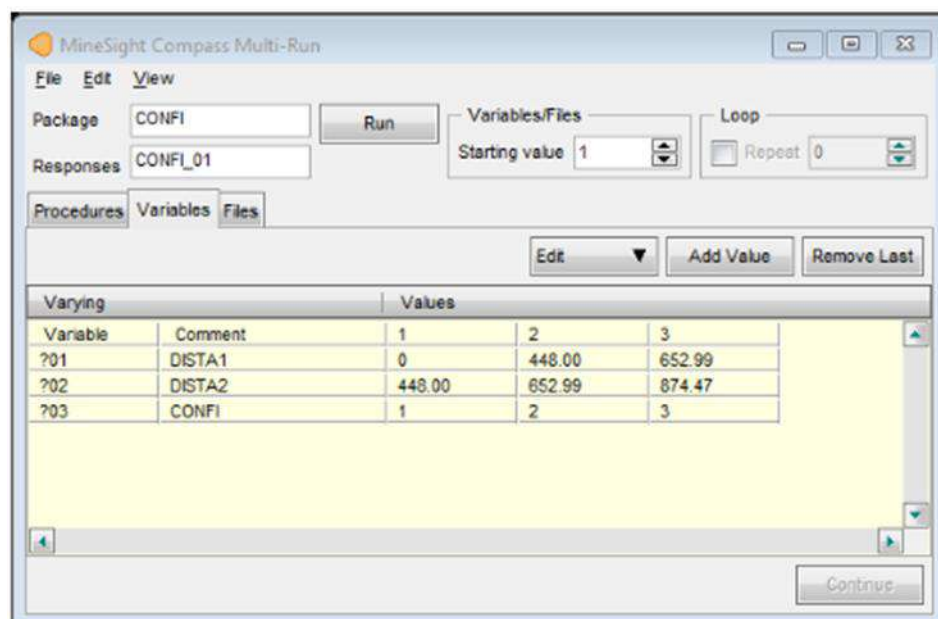 MineSight Compass Multi-Run
File Edit View
Package CONFI Run Variables/Files Starting value 1 Loop Repeat 0
Responses CONFI_01
Procedures Variables Files
Edit Add Value Remove Last
Varying Values
Variable Comment 1 2 3
?01 DISTA1 0 448.00 652.99
?02 DISTA2 448.00 652.99 874.47
?03 CONFI 1 2 3
Continue